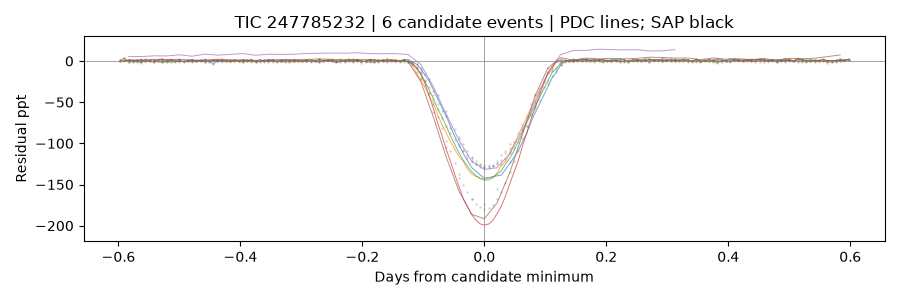 TIC 247785232 | 6 candidate events | PDC lines; SAP black
Residual ppt
0
−50
−100
−150
−200
−0.6 −0.4 −0.2 0.0 0.2 0.4 0.6
Days from candidate minimum